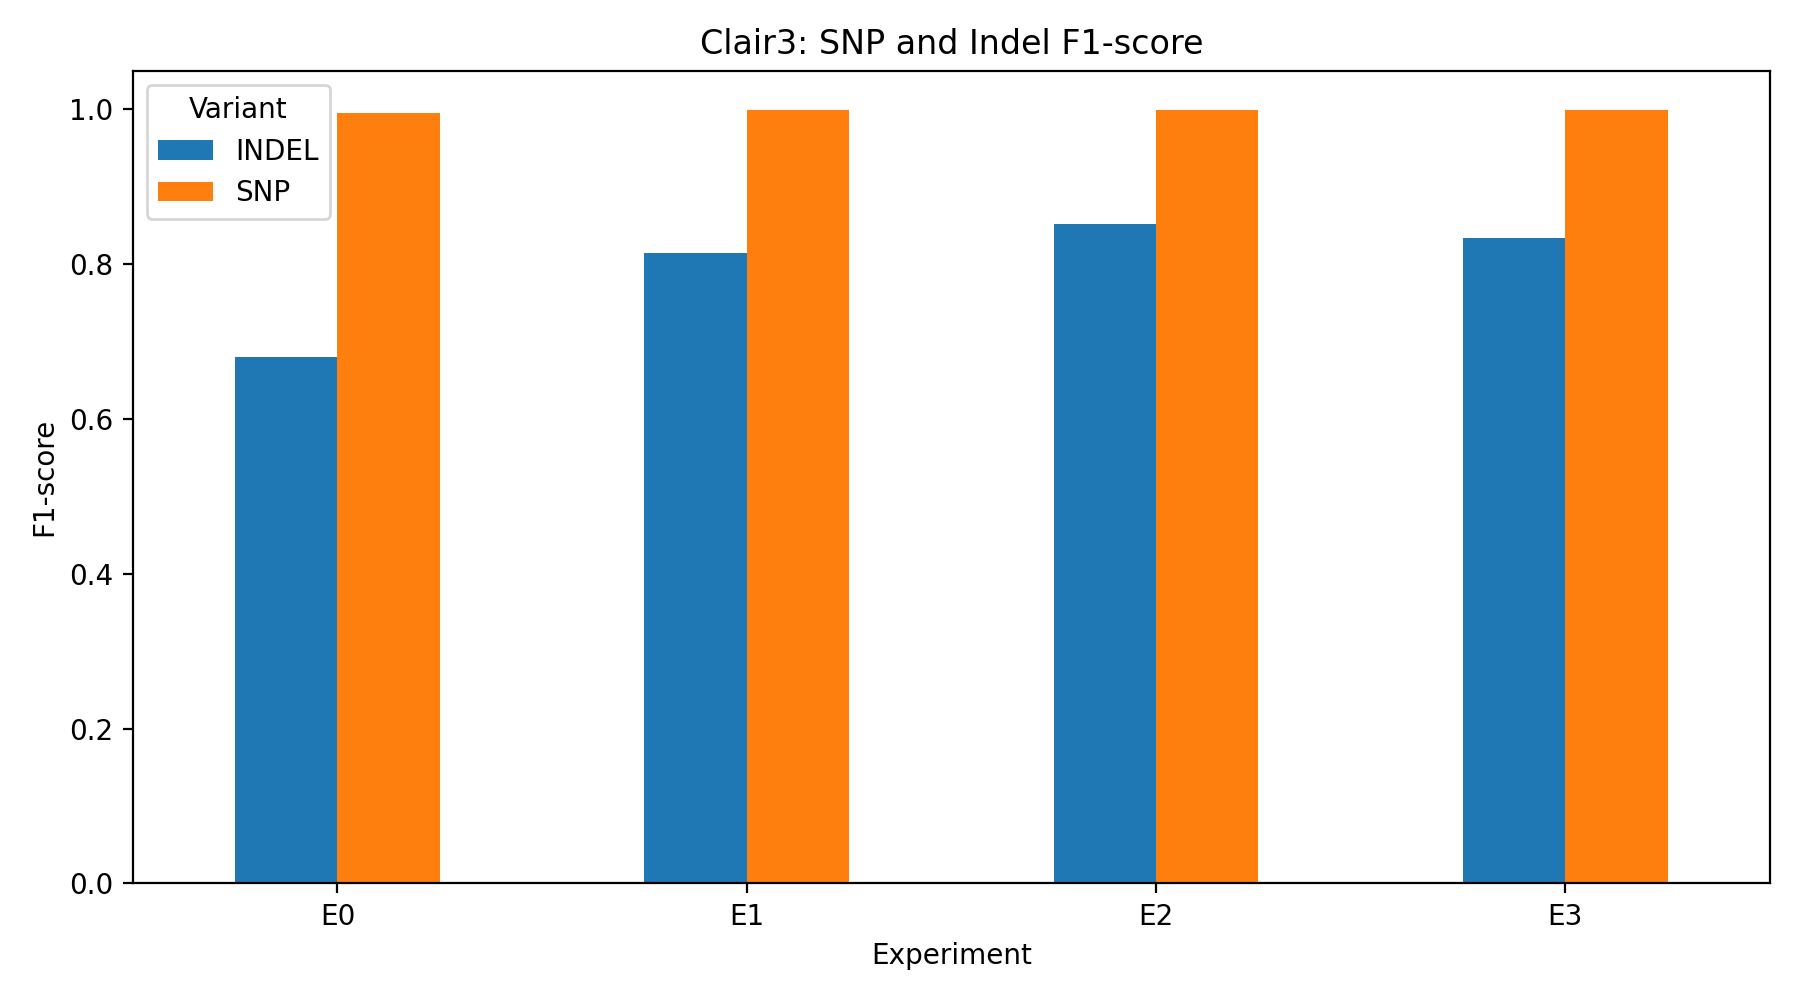 Clair3: SNP and Indel F1-score
Variant
INDEL
SNP
1.0
0.8
0.6
0.4
0.2
0.0
F1-score
E0
E1
E2
E3
Experiment